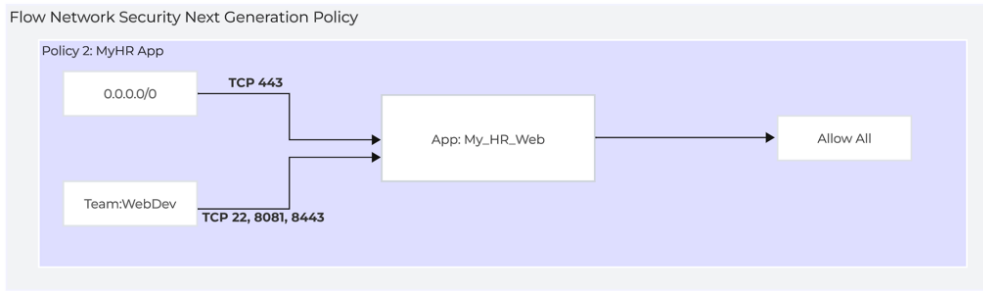 Flow Network Security Next Generation Policy
Policy 2: MyHR App
0.0.0.0/0
TCP 443
App: My_HR_Web
Allow All
Team:WebDev
TCP 22, 8081, 8443